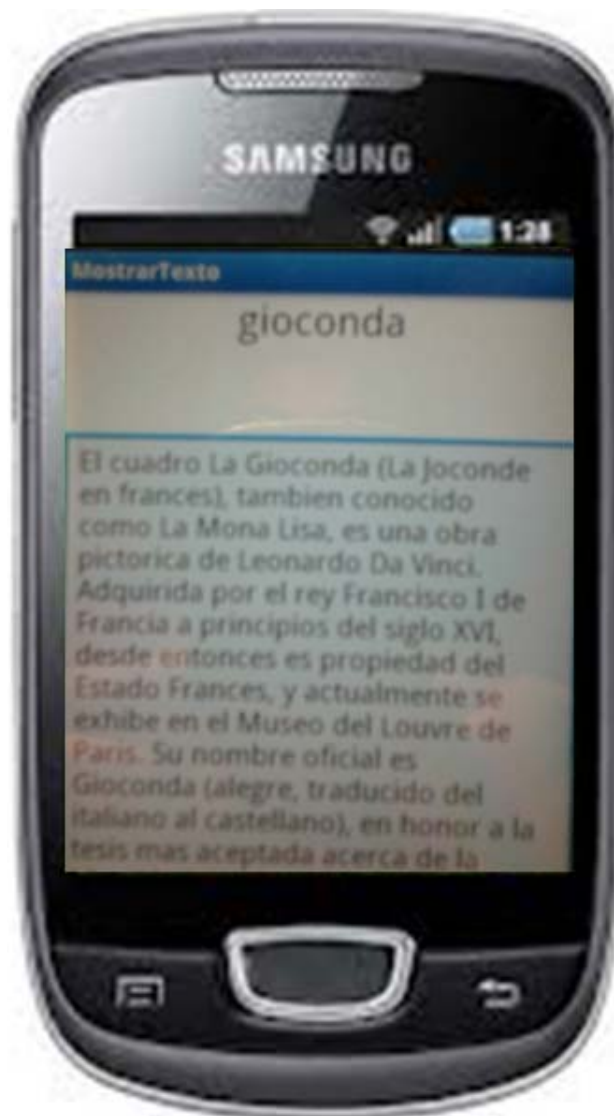 SAMSUNG
1:28
MostrarTexto
gioconda
El cuadro La Gioconda (La Joconde
en frances), tambien conocido
como La Mona Lisa, es una obra
pictorica de Leonardo Da Vinci.
Adquirida por el rey Francisco I de
Francia a principios del siglo XVI,
desde entonces es propiedad del
Estado Frances, y actualmente se
exhibe en el Museo del Louvre de
Paris. Su nombre oficial es
Gioconda (alegre, traducido del
italiano al castellano), en honor a la
tesis mas aceptada acerca de la